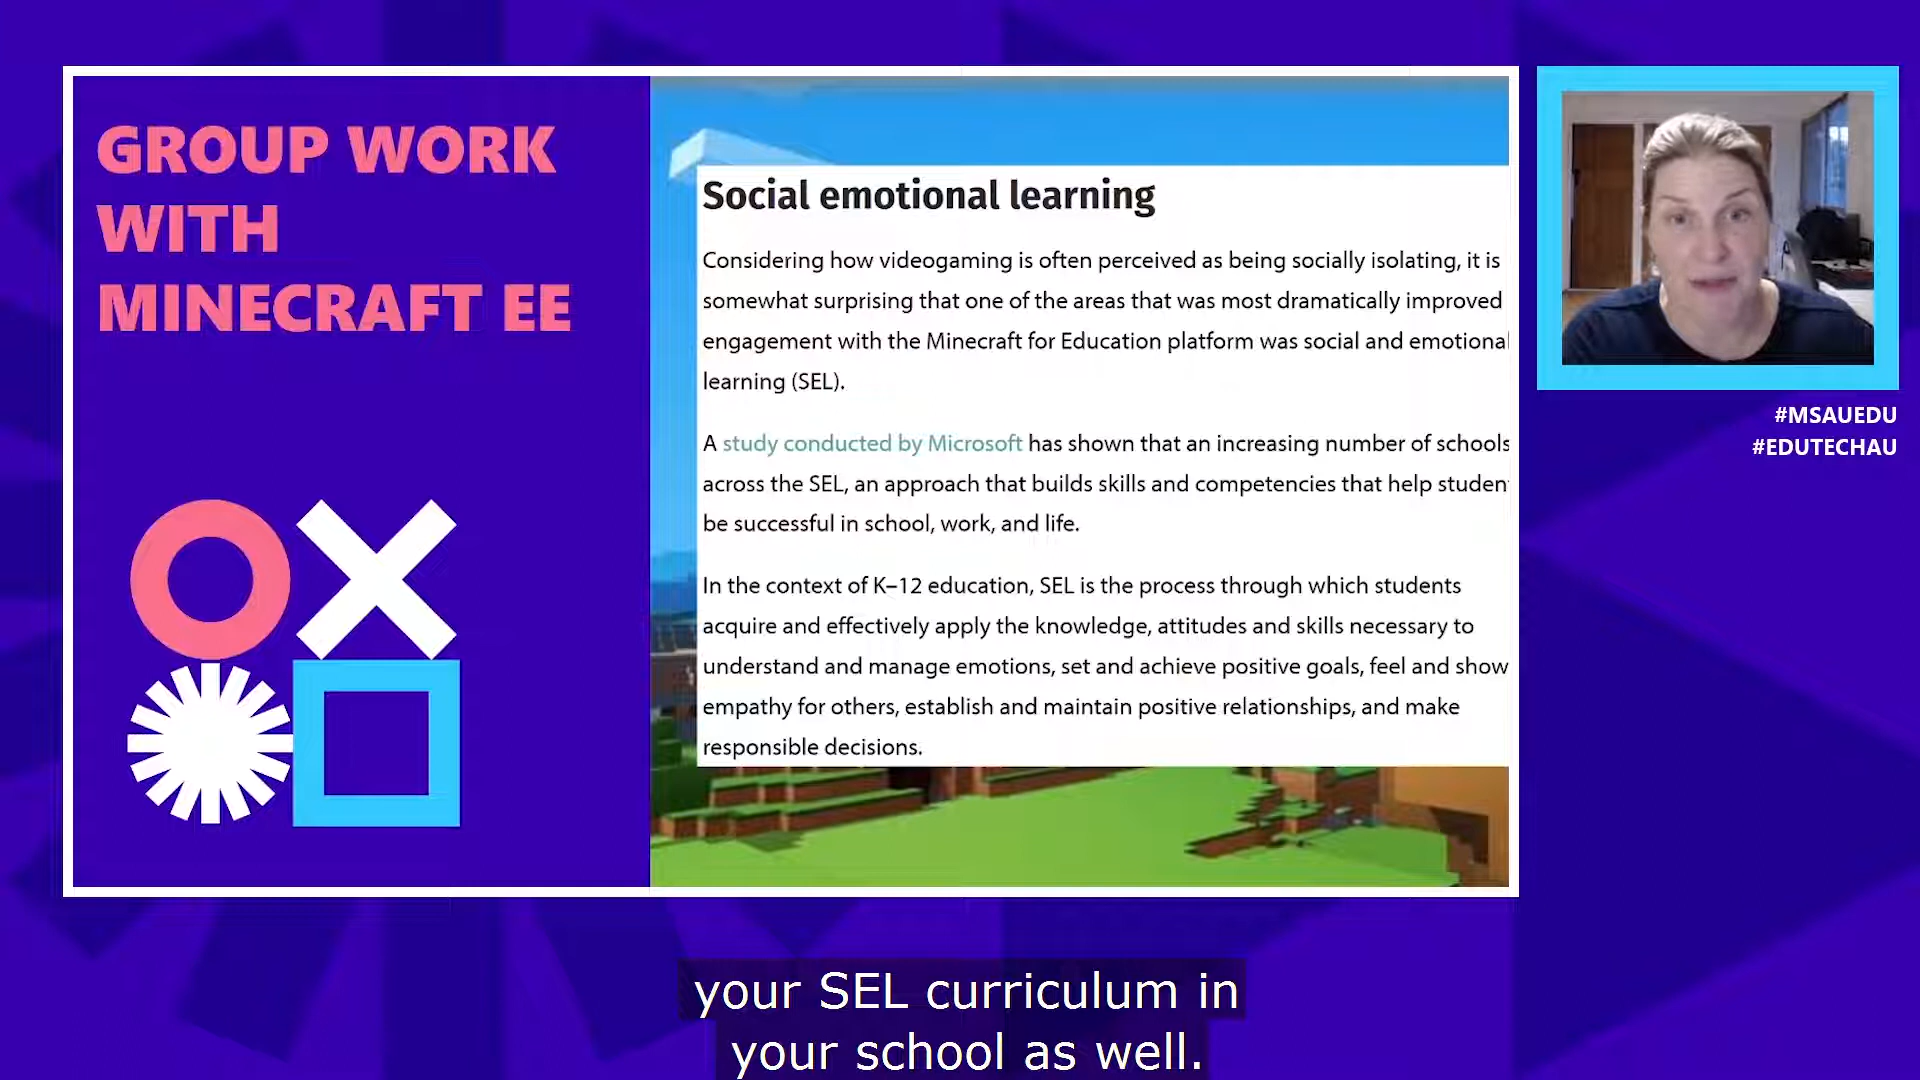 GROUP WORK
WITH
MINECRAFT EE
Social emotional learning
Considering how videogaming is often perceived as being socially isolating, it is
somewhat surprising that one of the areas that was most dramatically improved
engagement with the Minecraft for Education platform was social and emotional
learning (SEL).
A study conducted by Microsoft has shown that an increasing number of schools
across the SEL, an approach that builds skills and competencies that help studen
be successful in school, work, and life.
In the context of K–12 education, SEL is the process through which students
acquire and effectively apply the knowledge, attitudes and skills necessary to
understand and manage emotions, set and achieve positive goals, feel and show
empathy for others, establish and maintain positive relationships, and make
responsible decisions.
#MSAUEDU
#EDUTECHAU
your SEL curriculum in
your school as well.